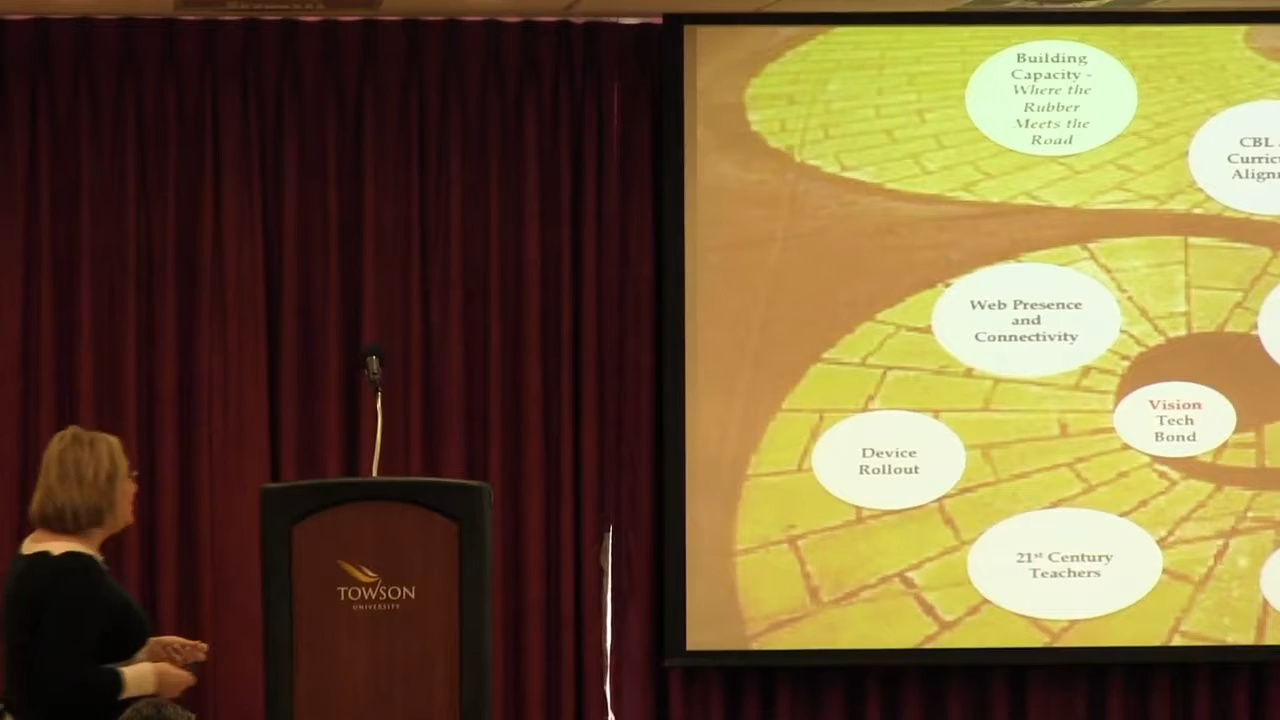 Building
Capacity -
Where the
Rubber
Meets the
Road
CBL
Web Presence
and
Connectivity
Vision
Tech
Bond
Device
Rollout
21st Century
Teachers
TOWSON
UNIVERSITY